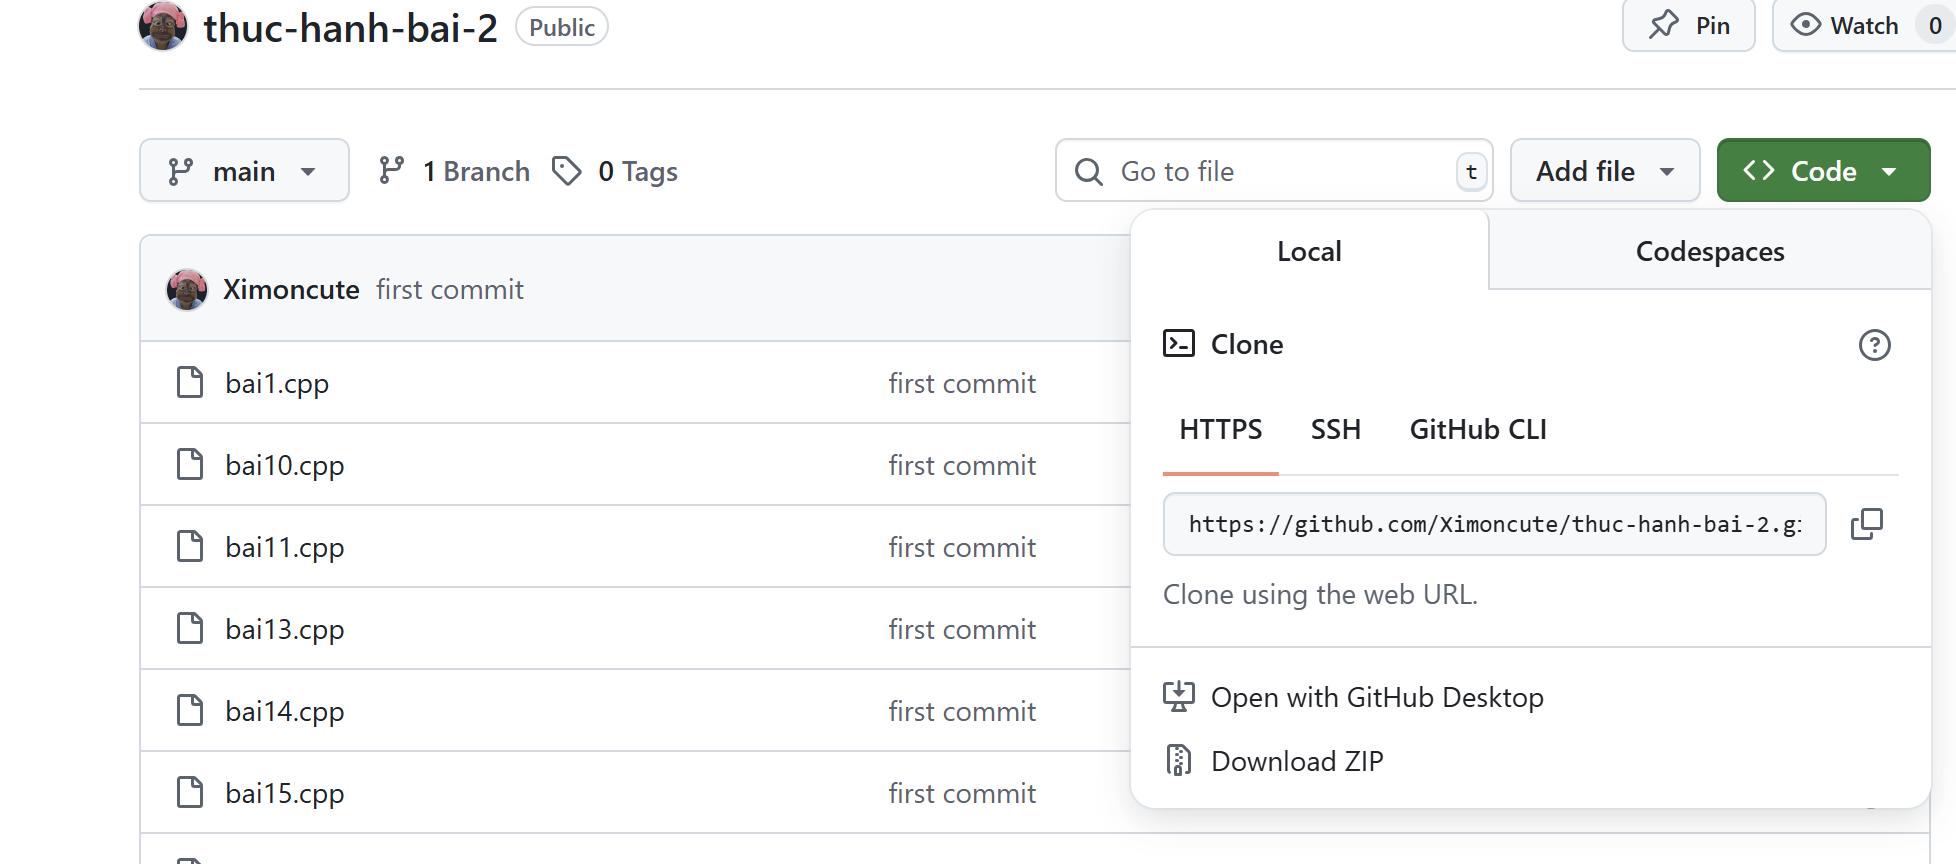 thuc-hanh-bai-2 Public Pin Watch 0
main 1 Branch 0 Tags Go to file t Add file Code
Local Codespaces
Ximoncute first commit
Clone
bai1.cpp first commit
HTTPS SSH GitHub CLI
bai10.cpp first commit
https://github.com/Ximoncute/thuc-hanh-bai-2.g
bai11.cpp first commit
Clone using the web URL.
bai13.cpp first commit
bai14.cpp first commit
Open with GitHub Desktop
Download ZIP
bai15.cpp first commit